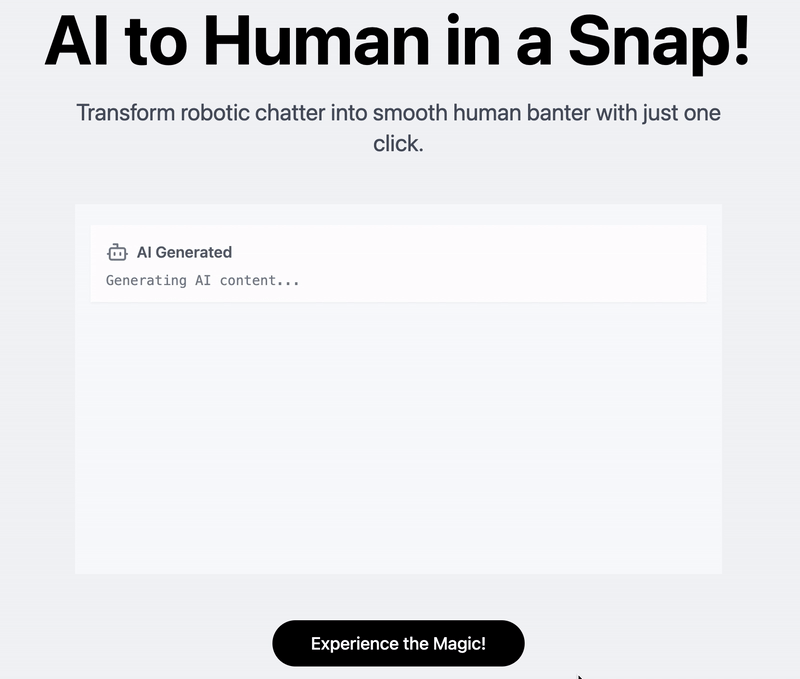 AI to Human in a Snap!
Transform robotic chatter into smooth human banter with just one
click.
AI Generated
Generating AI content...
Experience the Magic!